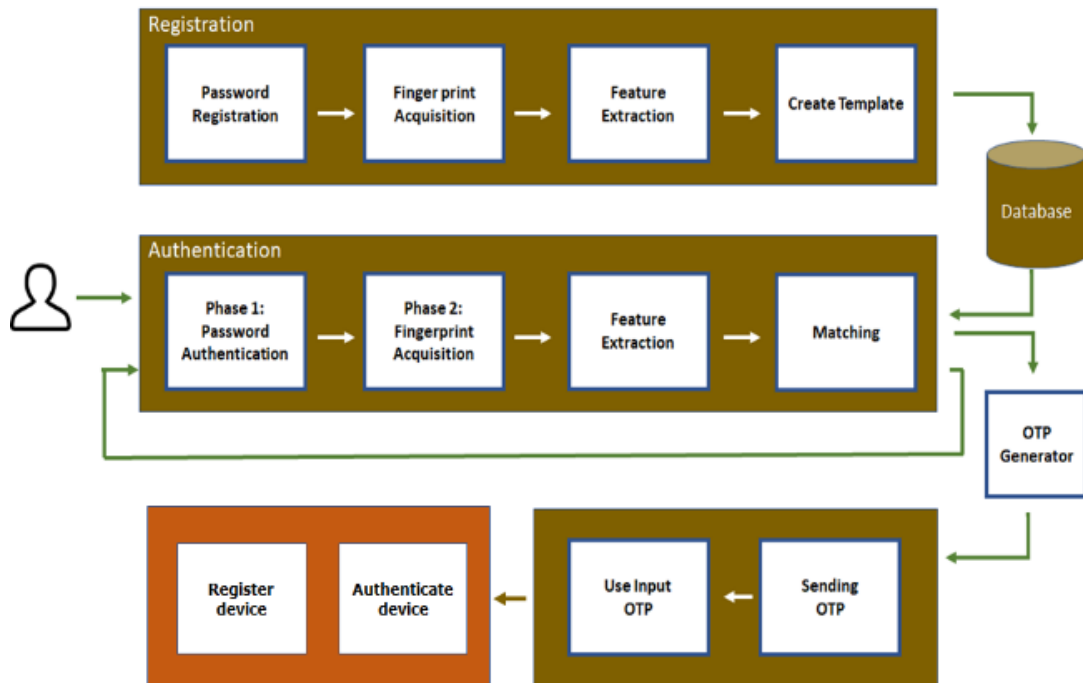 Registration
Password
Registration
Finger print
Acquisition
Feature
Extraction
Create Template
Database
Authentication
Phase 1:
Password
Authentication
Phase 2:
Fingerprint
Acquisition
Feature
Extraction
Matching
OTP
Generator
Register
device
Authenticate
device
Use Input
OTP
Sending
OTP